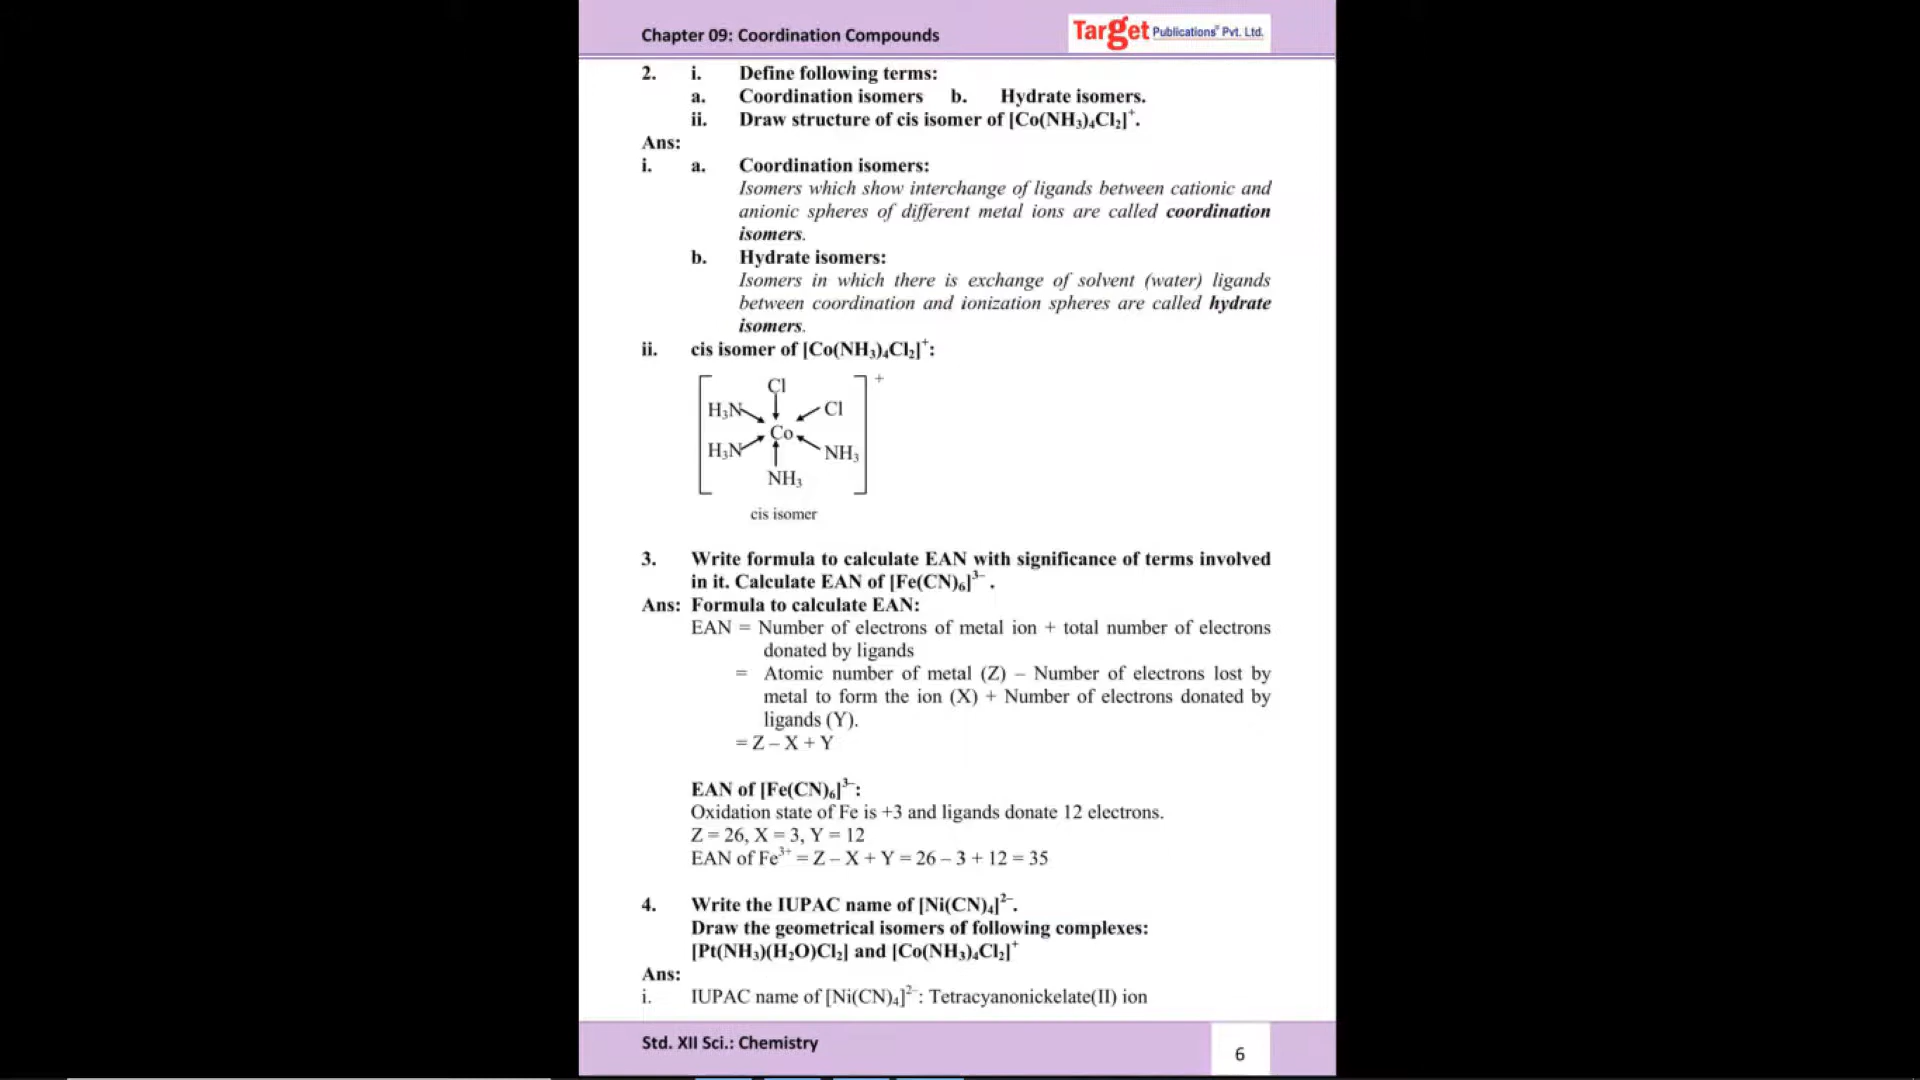 Chapter 09: Coordination Compounds
Target Publications® Pvt. Ltd.
2. i. Define following terms:
a. Coordination isomers b. Hydrate isomers.
ii. Draw structure of cis isomer of [Co(NH₃)₄Cl₂]⁺.
Ans:
i. a. Coordination isomers:
Isomers which show interchange of ligands between cationic and
anionic spheres of different metal ions are called coordination
isomers.
b. Hydrate isomers:
Isomers in which there is exchange of solvent (water) ligands
between coordination and ionization spheres are called hydrate
isomers.
ii. cis isomer of [Co(NH₃)₄Cl₂]⁺:
Cl +
H₃N Cl
Co
H₃N NH₃
NH₃
cis isomer
3. Write formula to calculate EAN with significance of terms involved
in it. Calculate EAN of [Fe(CN)₆]³⁻ .
Ans: Formula to calculate EAN:
EAN = Number of electrons of metal ion + total number of electrons
donated by ligands
= Atomic number of metal (Z) – Number of electrons lost by
metal to form the ion (X) + Number of electrons donated by
ligands (Y).
= Z – X + Y
EAN of [Fe(CN)₆]³⁻:
Oxidation state of Fe is +3 and ligands donate 12 electrons.
Z = 26, X = 3, Y = 12
EAN of Fe³⁺ = Z – X + Y = 26 – 3 + 12 = 35
4. Write the IUPAC name of [Ni(CN)₄]²⁻.
Draw the geometrical isomers of following complexes:
[Pt(NH₃)(H₂O)Cl₂] and [Co(NH₃)₄Cl₂]⁺
Ans:
i. IUPAC name of [Ni(CN)₄]²⁻: Tetracyanonickelate(II) ion
Std. XII Sci.: Chemistry
6